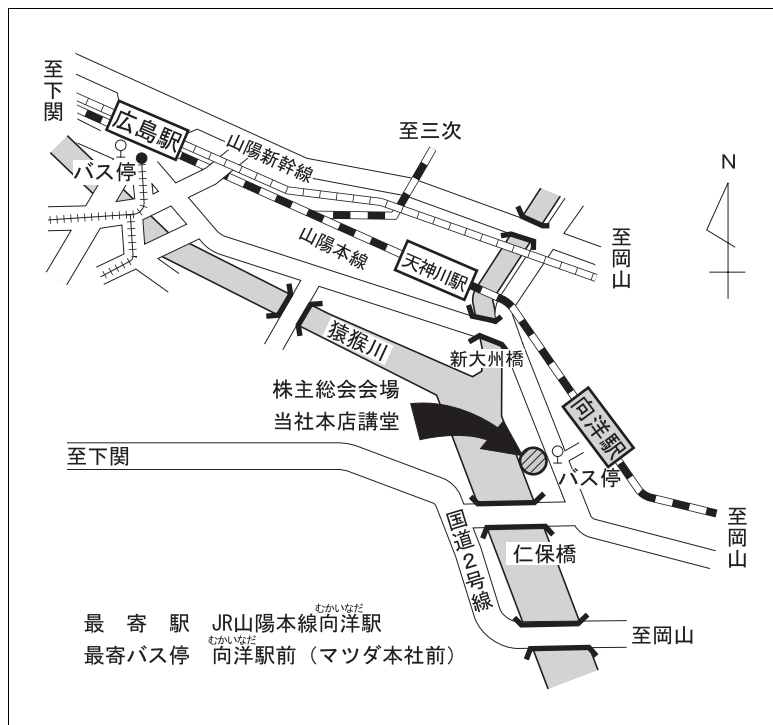 至下関
広島駅
バス停
山陽新幹線
至三次
N
山陽本線
天神川駅
至岡山
猿猴川
新大州橋
株主総会会場
当社本店講堂
向洋駅
至下関
バス停
国道2号線
仁保橋
至岡山
至岡山
むかいなだ
最寄駅 JR山陽本線向洋駅
むかいなだ
最寄バス停 向洋駅前（マツダ本社前）